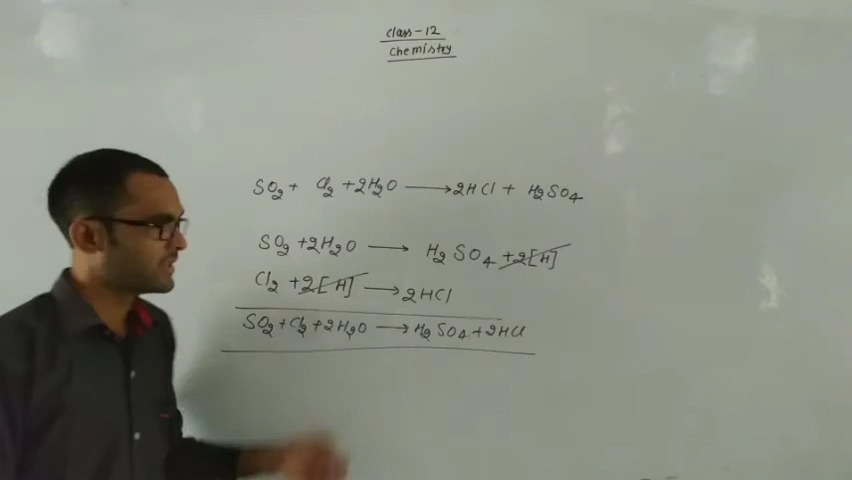 class-12
chemistry
SO₂ + Cl₂ + 2H₂O ⟶ 2HCl + H₂SO₄
SO₂ + 2H₂O ⟶ H₂SO₄ + 2[H]
Cl₂ + 2[H] ⟶ 2HCl
SO₂ + Cl₂ + 2H₂O ⟶ H₂SO₄ + 2HCl